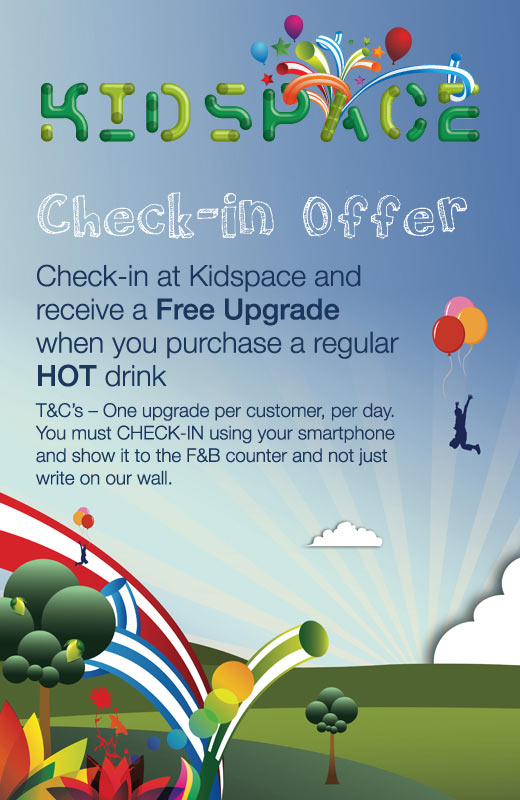 KIDSPACE
Check-in Offer
Check-in at Kidspace and
receive a Free Upgrade
when you purchase a regular
HOT drink
T&C's – One upgrade per customer, per day.
You must CHECK-IN using your smartphone
and show it to the F&B counter and not just
write on our wall.